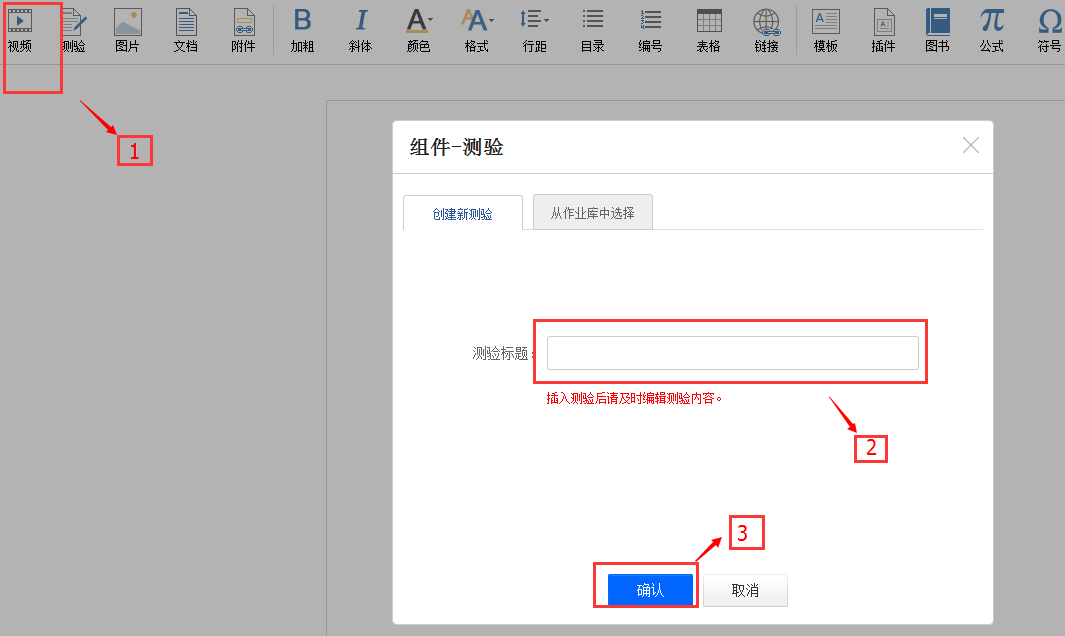 视频 测验 图片 文档 附件 加粗 斜体 颜色 格式 行距 目录 编号 表格 链接 模板 插件 图书 公式 符号
1
组件-测验
创建新测验 从作业库中选择
测验标题:
插入测验后请及时编辑测验内容。
2
3
确认 取消